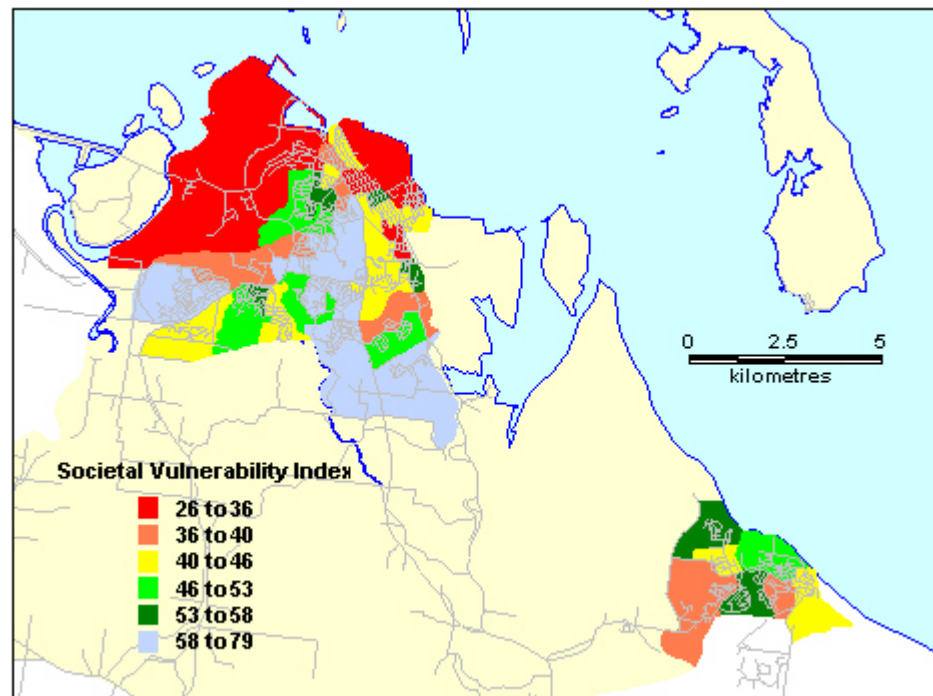 0 2.5 5
kilometres
Societal Vulnerability Index
26 to 36
36 to 40
40 to 46
46 to 53
53 to 58
58 to 79